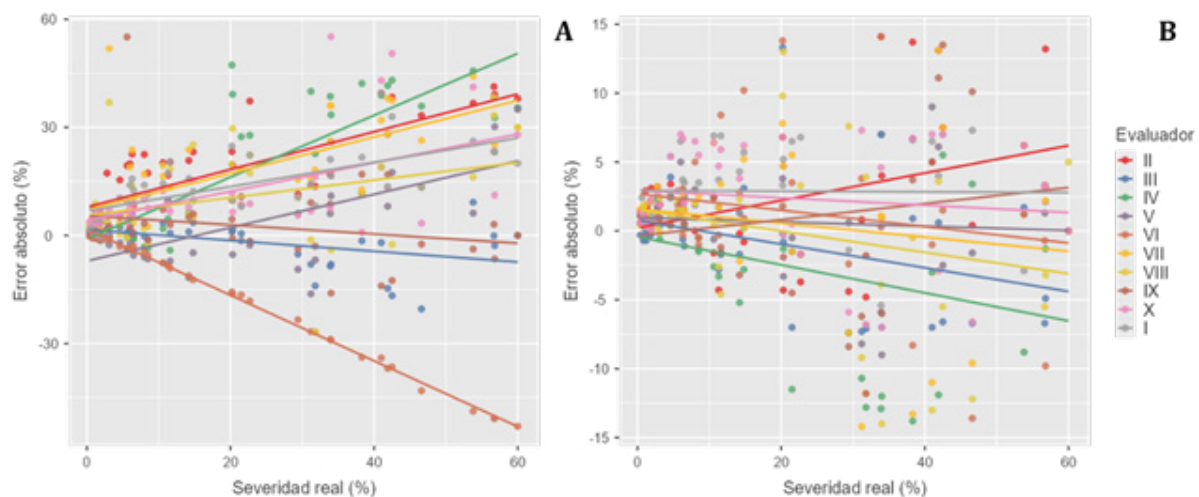 A
B
Error absoluto (%)
60
30
0
-30
0
20
40
60
Severidad real (%)
Error absoluto (%)
15
10
5
0
-5
-10
-15
0
20
40
60
Severidad real (%)
Evaluador
II
III
IV
V
VI
VII
VIII
IX
X
I